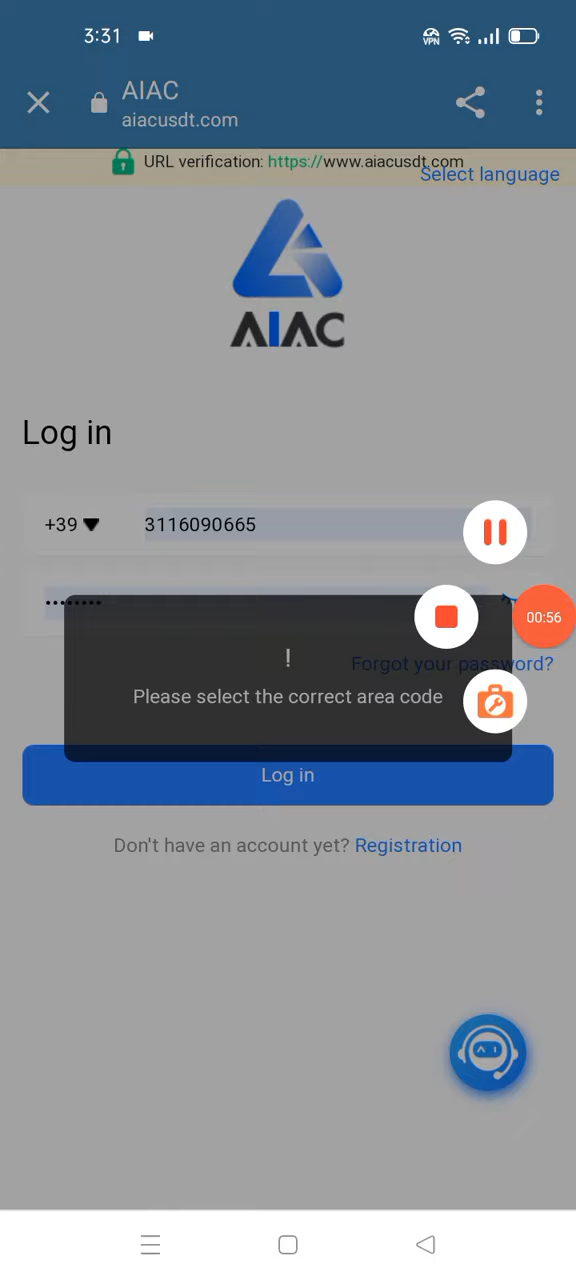 3:31
VPN
AIAC
aiacusdt.com
URL verification: https://www.aiacusdt.com
Select language
AIAC
Log in
+39 3116090665
••••••••
00:56
Forgot your password?
!
Please select the correct area code
Log in
Don't have an account yet? Registration